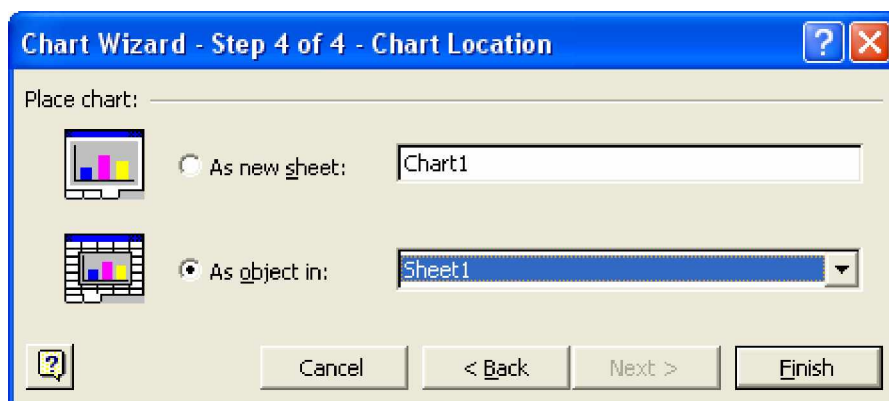 Chart Wizard - Step 4 of 4 - Chart Location
Place chart:
As new sheet: Chart1
As object in: Sheet1
Cancel < Back Next > Finish